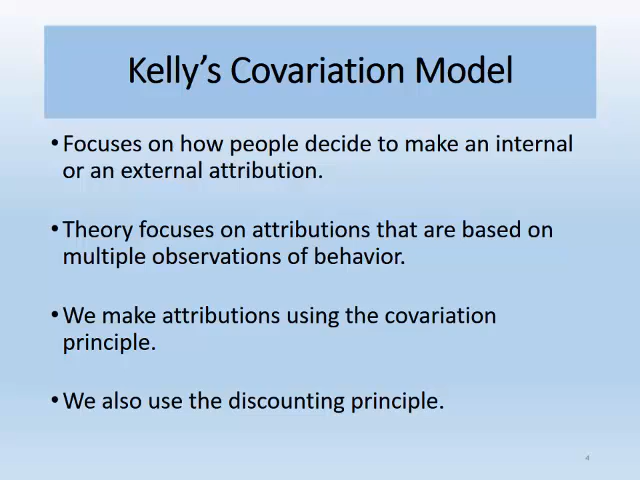 Kelly's Covariation Model
•Focuses on how people decide to make an internal
or an external attribution.
•Theory focuses on attributions that are based on
multiple observations of behavior.
•We make attributions using the covariation
principle.
•We also use the discounting principle.
4